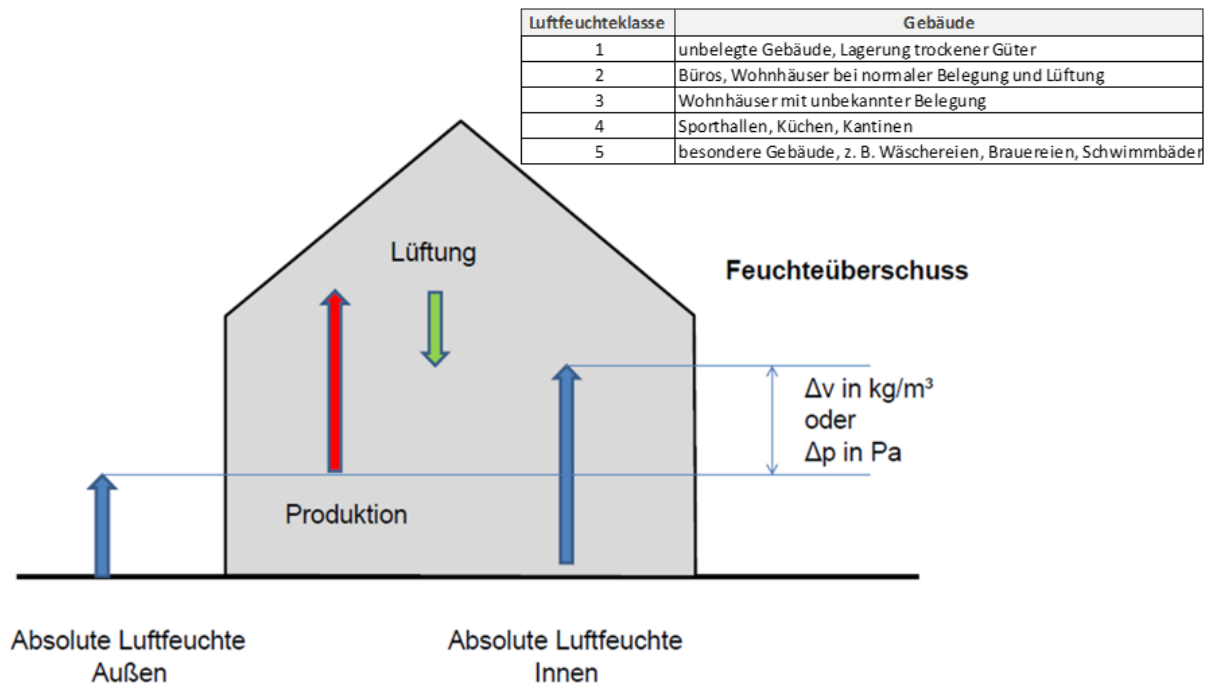 Luftfeuchteklasse Gebäude
1 unbelegte Gebäude, Lagerung trockener Güter
2 Büros, Wohnhäuser bei normaler Belegung und Lüftung
3 Wohnhäuser mit unbekannter Belegung
4 Sporthallen, Küchen, Kantinen
5 besondere Gebäude, z. B. Wäschereien, Brauereien, Schwimmbäder
Lüftung
Feuchteüberschuss
Δv in kg/m³
oder
Δp in Pa
Produktion
Absolute Luftfeuchte
Außen
Absolute Luftfeuchte
Innen